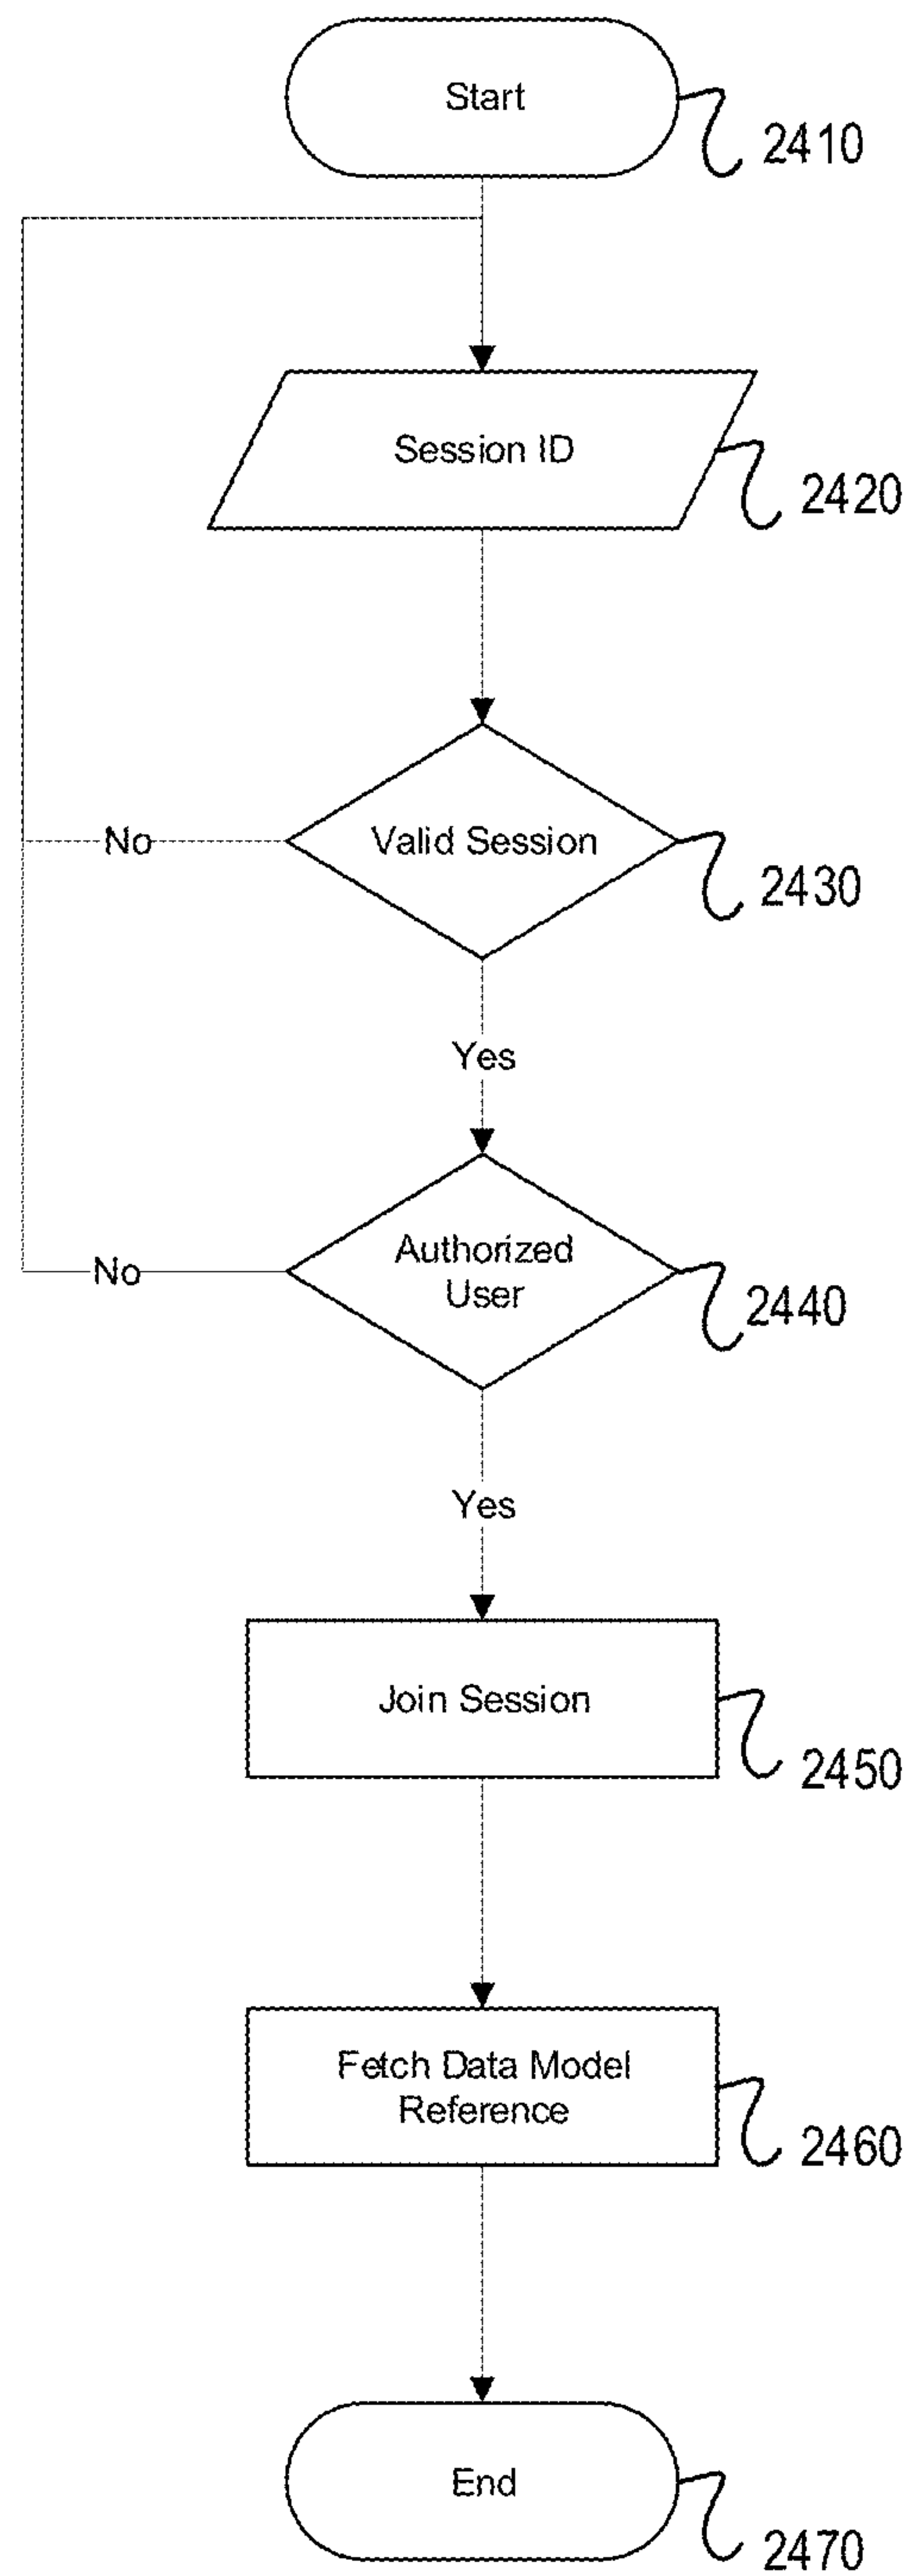 Start
2410
Session ID
2420
Valid Session
No
2430
Yes
Authorized
User
No
2440
Yes
Join Session
2450
Fetch Data Model
Reference
2460
End
2470